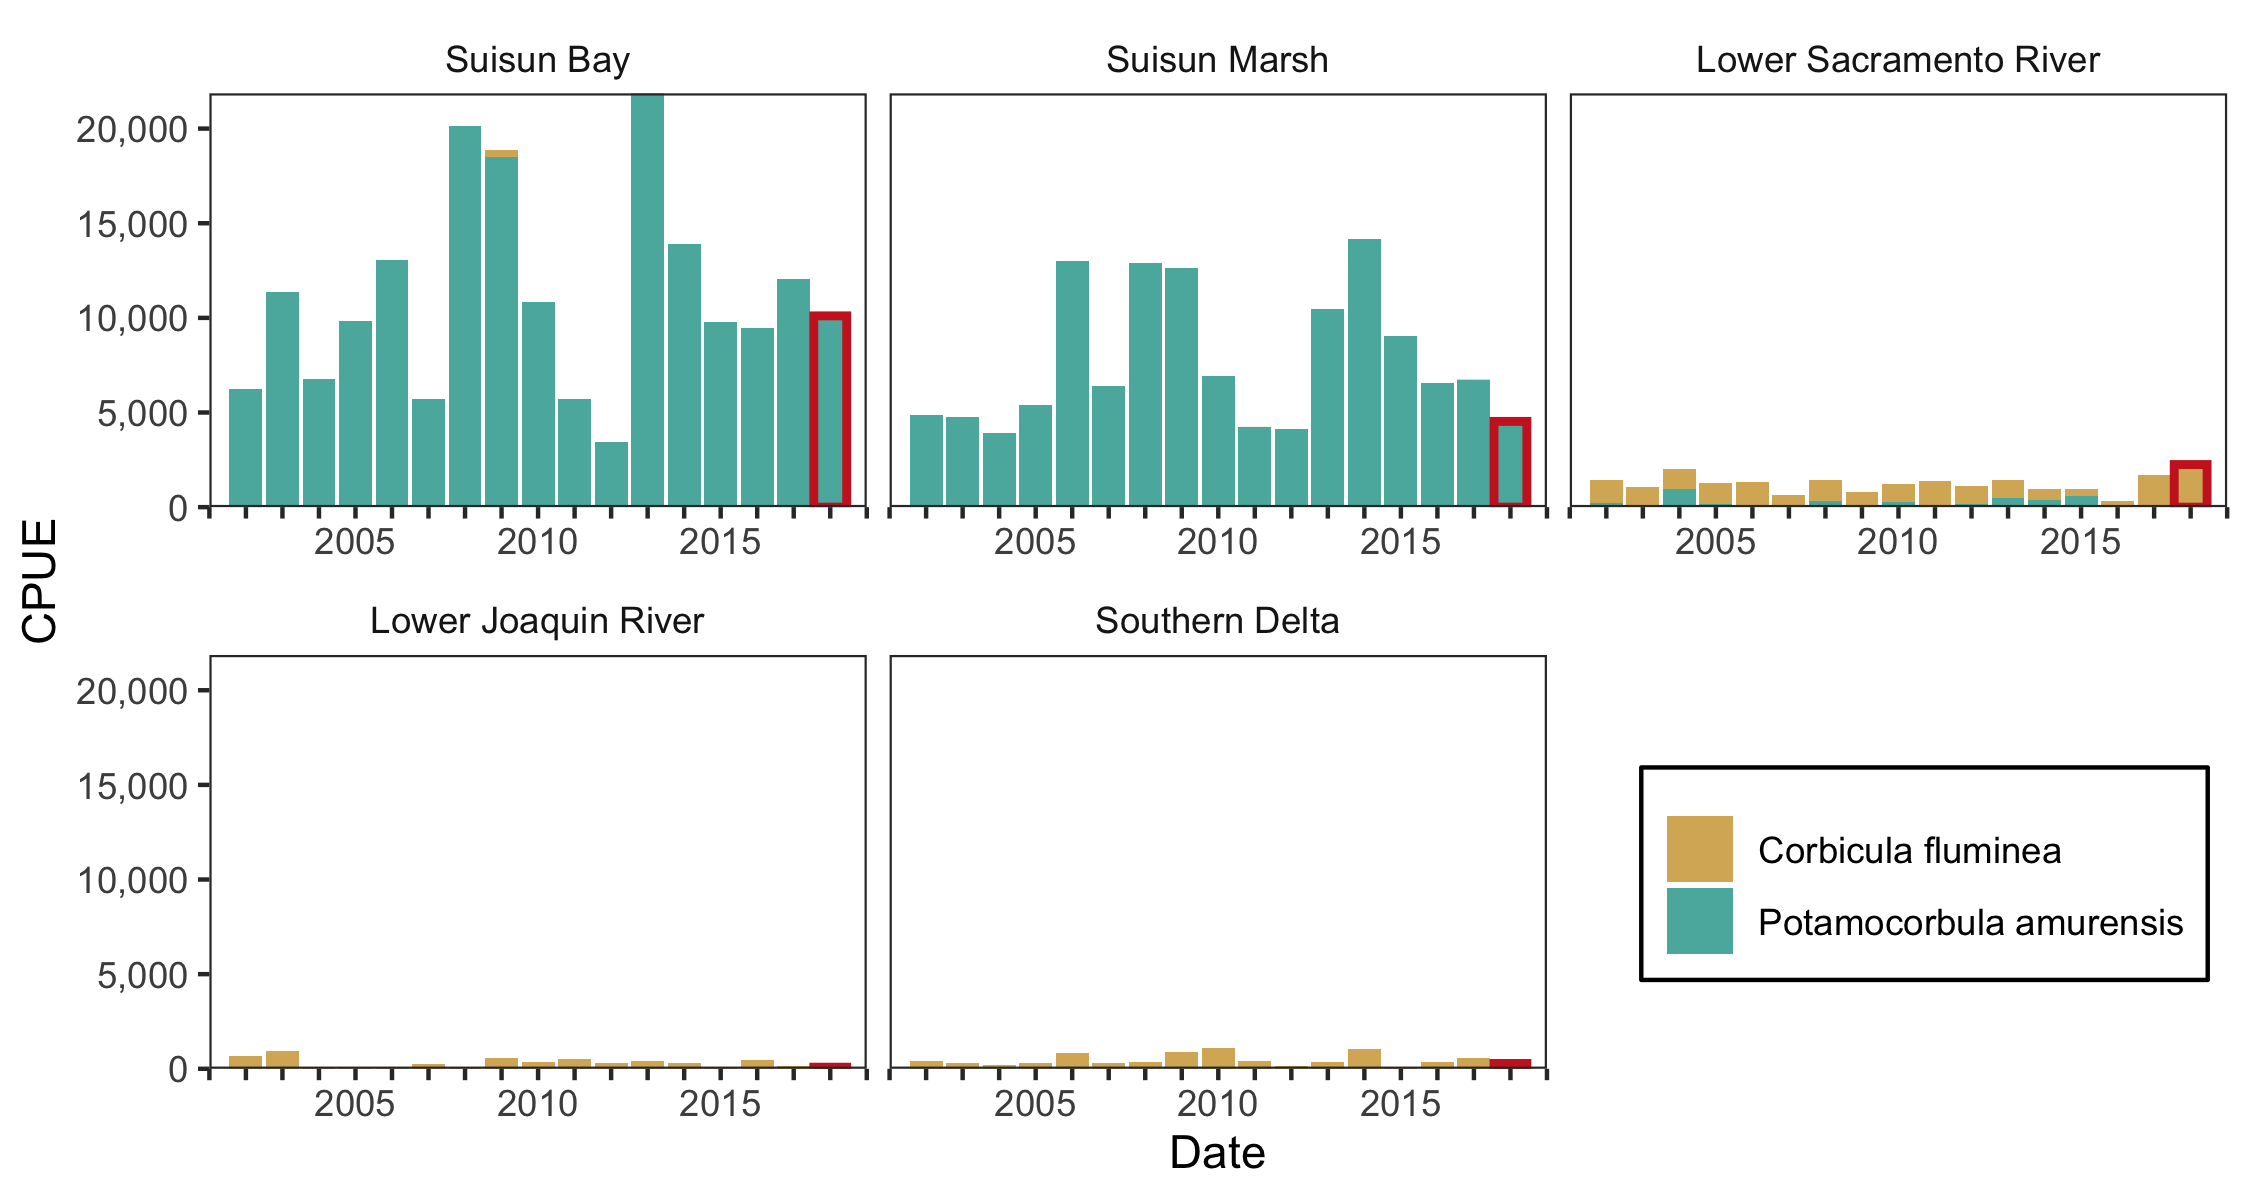 Suisun Bay
Suisun Marsh
Lower Sacramento River
20,000
15,000
10,000
5,000
0
2005 2010 2015
2005 2010 2015
2005 2010 2015
CPUE
Lower Joaquin River
Southern Delta
20,000
15,000
10,000
5,000
0
2005 2010 2015
2005 2010 2015
Corbicula fluminea
Potamocorbula amurensis
Date